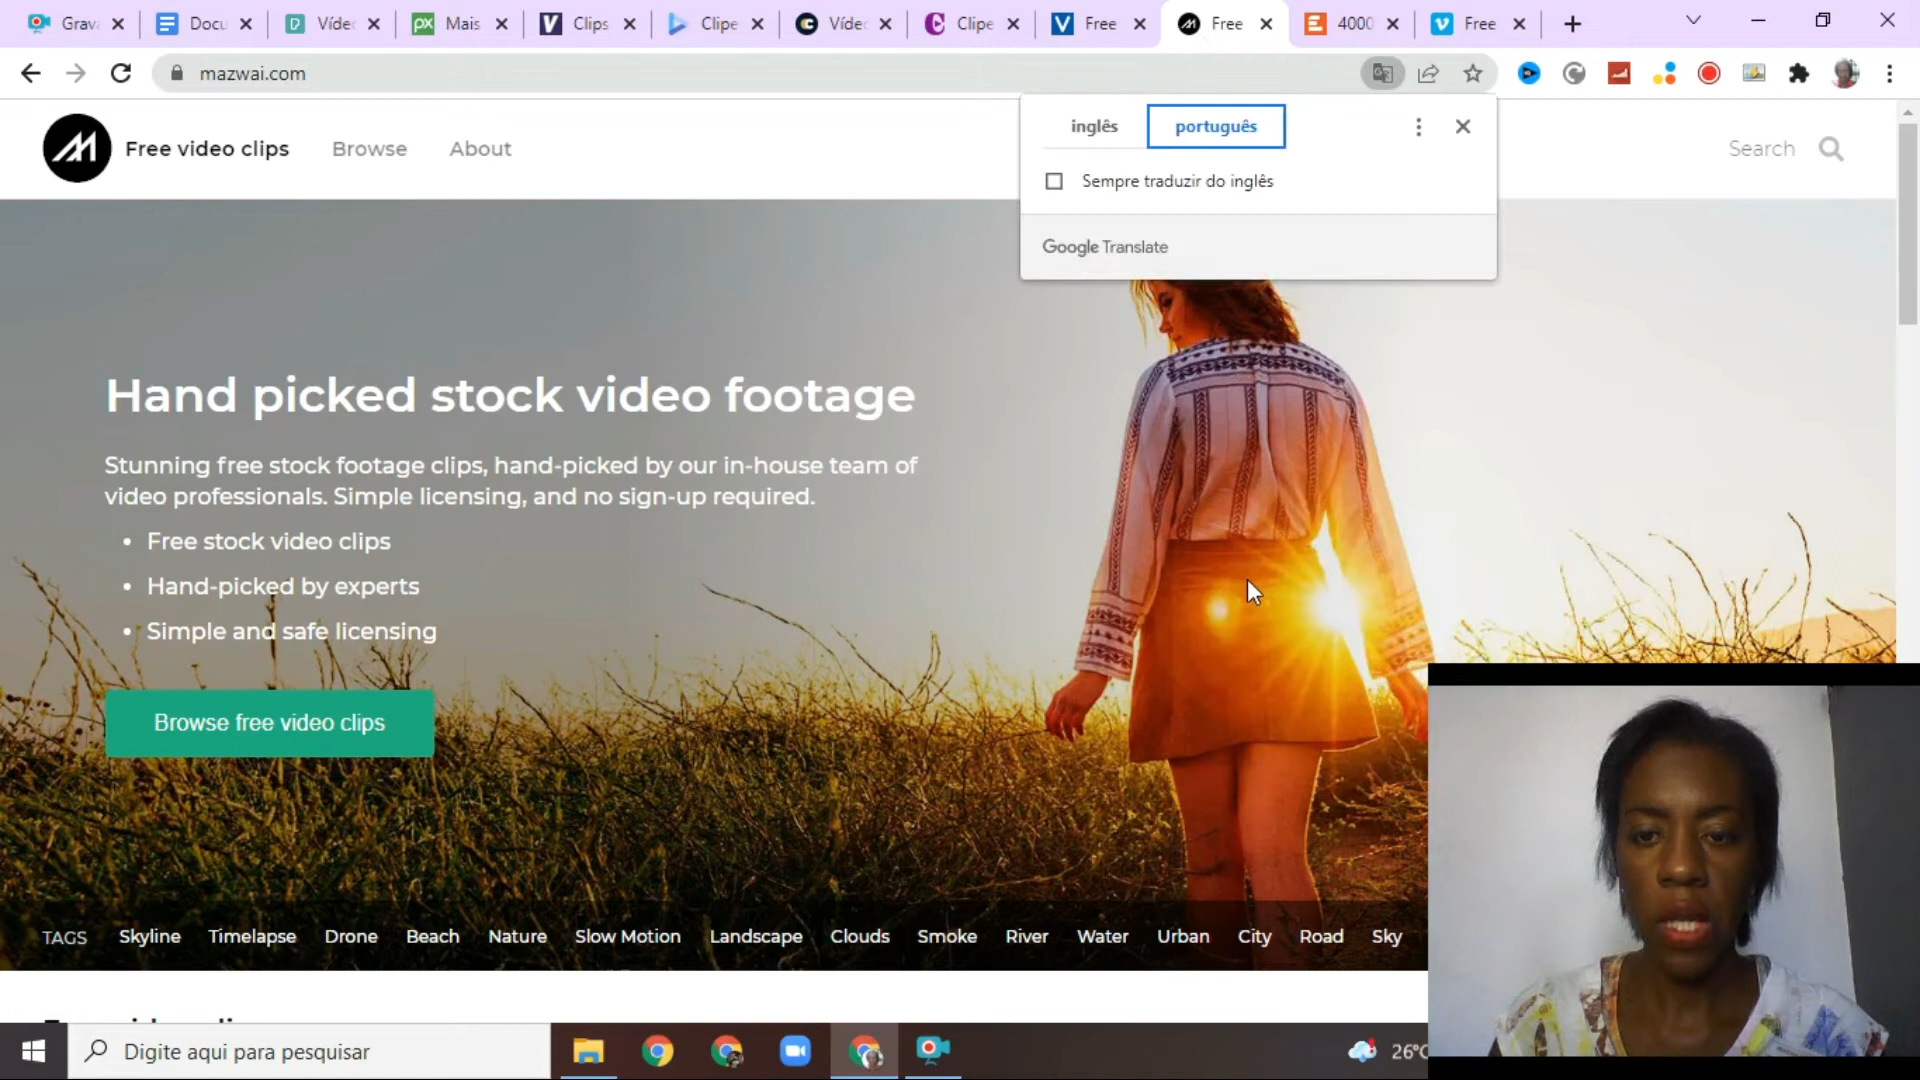 Grav
Docu
Víde
Mais
Clips
Clipe
Víde
Clipe
Free
Free
4000
Free
mazwai.com
inglês
português
Sempre traduzir do inglês
Google Translate
Free video clips
Browse
About
Search
Hand picked stock video footage
Stunning free stock footage clips, hand-picked by our in-house team of
video professionals. Simple licensing, and no sign-up required.
• Free stock video clips
• Hand-picked by experts
• Simple and safe licensing
Browse free video clips
TAGS Skyline Timelapse Drone Beach Nature Slow Motion Landscape Clouds Smoke River Water Urban City Road Sky
Digite aqui para pesquisar
26°C